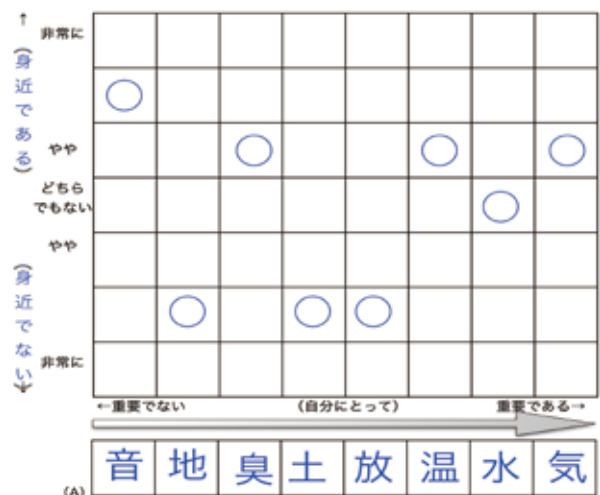 ↑
非常に
(身近である)
やや
どちら
でもない
やや
(身近でない)
非常に
←重要でない (自分にとって) 重要である→
(A) 音 地 臭 土 放 温 水 気